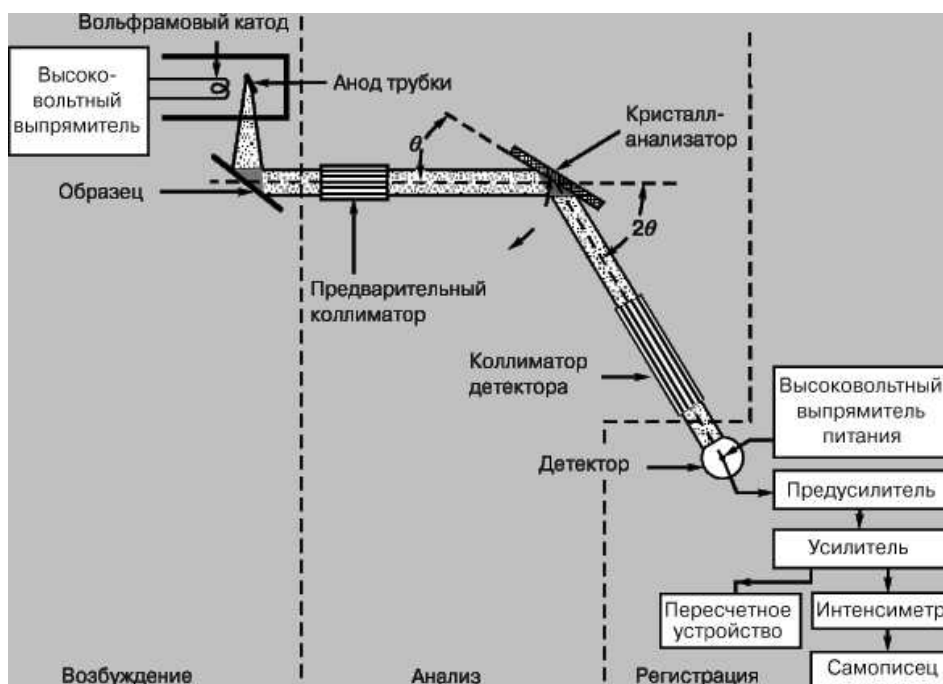 Вольфрамовый катод
Высоко-
вольтный
выпрямитель
Анод трубки
Кристалл-
анализатор
θ
Образец
2θ
Предварительный
коллиматор
Коллиматор
детектора
Высоковольтный
выпрямитель
питания
Детектор
Предусилитель
Усилитель
Пересчетное
устройство
Интенсиметр
Самописец
Возбуждение
Анализ
Регистрация